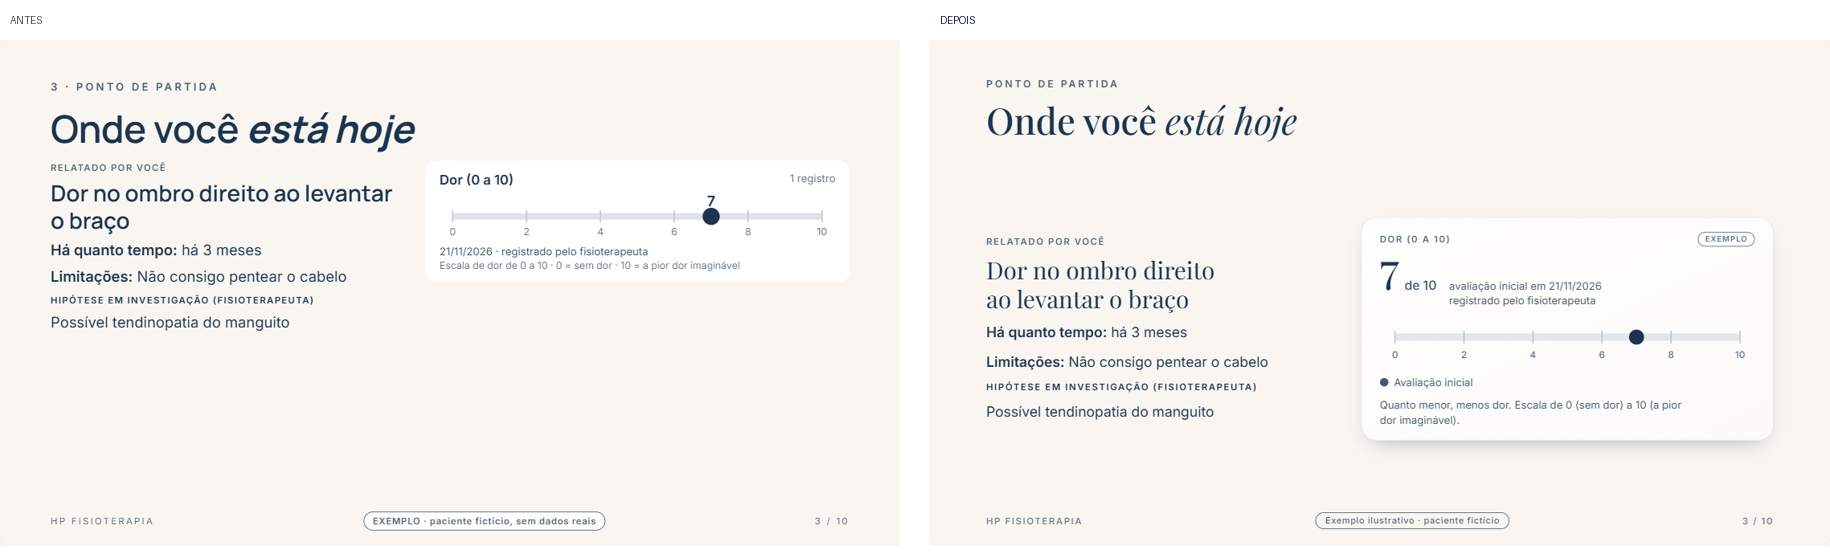 ANTES
3 · PONTO DE PARTIDA
Onde você está hoje
RELATADO POR VOCÊ
Dor no ombro direito ao levantar
o braço
Há quanto tempo: há 3 meses
Limitações: Não consigo pentear o cabelo
HIPÓTESE EM INVESTIGAÇÃO (FISIOTERAPEUTA)
Possível tendinopatia do manguito
Dor (0 a 10)
1 registro
7
0 2 4 6 8 10
21/11/2026 · registrado pelo fisioterapeuta
Escala de dor de 0 a 10 · 0 = sem dor · 10 = a pior dor imaginável
HP FISIOTERAPIA
EXEMPLO · paciente fictício, sem dados reais
3 / 10
DEPOIS
PONTO DE PARTIDA
Onde você está hoje
RELATADO POR VOCÊ
Dor no ombro direito
ao levantar o braço
Há quanto tempo: há 3 meses
Limitações: Não consigo pentear o cabelo
HIPÓTESE EM INVESTIGAÇÃO (FISIOTERAPEUTA)
Possível tendinopatia do manguito
DOR (0 A 10)
EXEMPLO
7 de 10
avaliação inicial em 21/11/2026
registrado pelo fisioterapeuta
0 2 4 6 8 10
Avaliação inicial
Quanto menor, menos dor. Escala de 0 (sem dor) a 10 (a pior
dor imaginável).
HP FISIOTERAPIA
Exemplo ilustrativo · paciente fictício
3 / 10